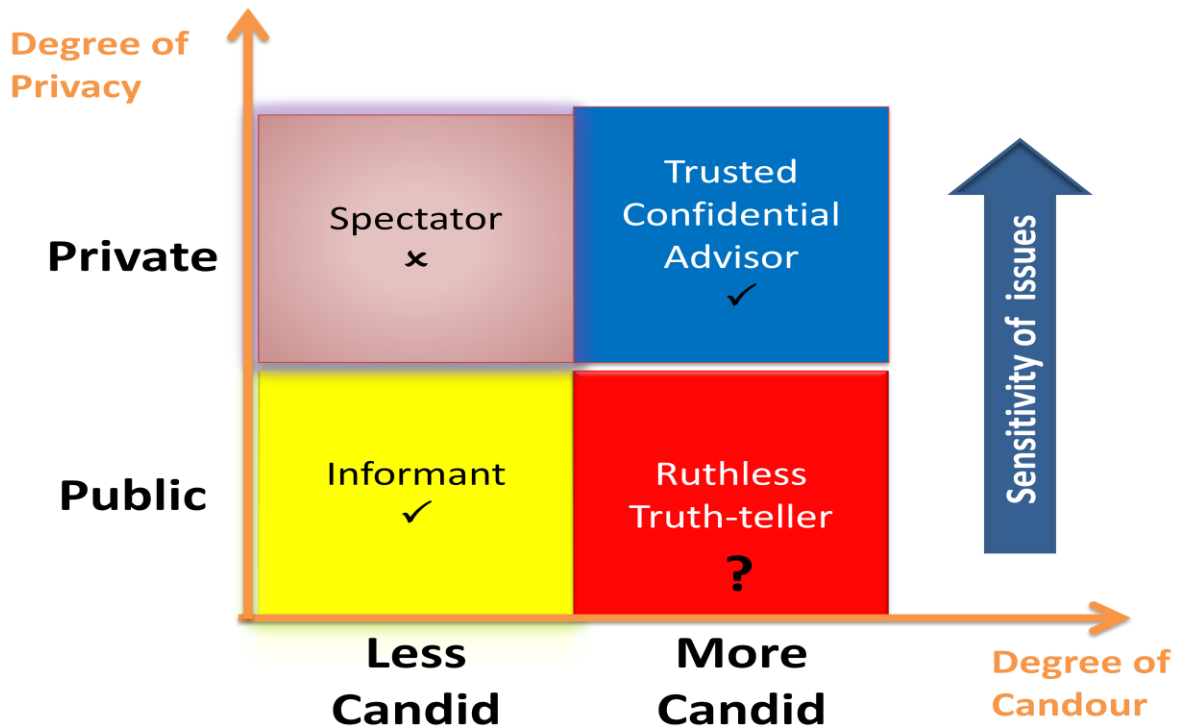 Degree of
Privacy
Private
Public
Spectator
×
Trusted
Confidential
Advisor
✓
Informant
✓
Ruthless
Truth-teller
?
Sensitivity of issues
Less
Candid
More
Candid
Degree of
Candour